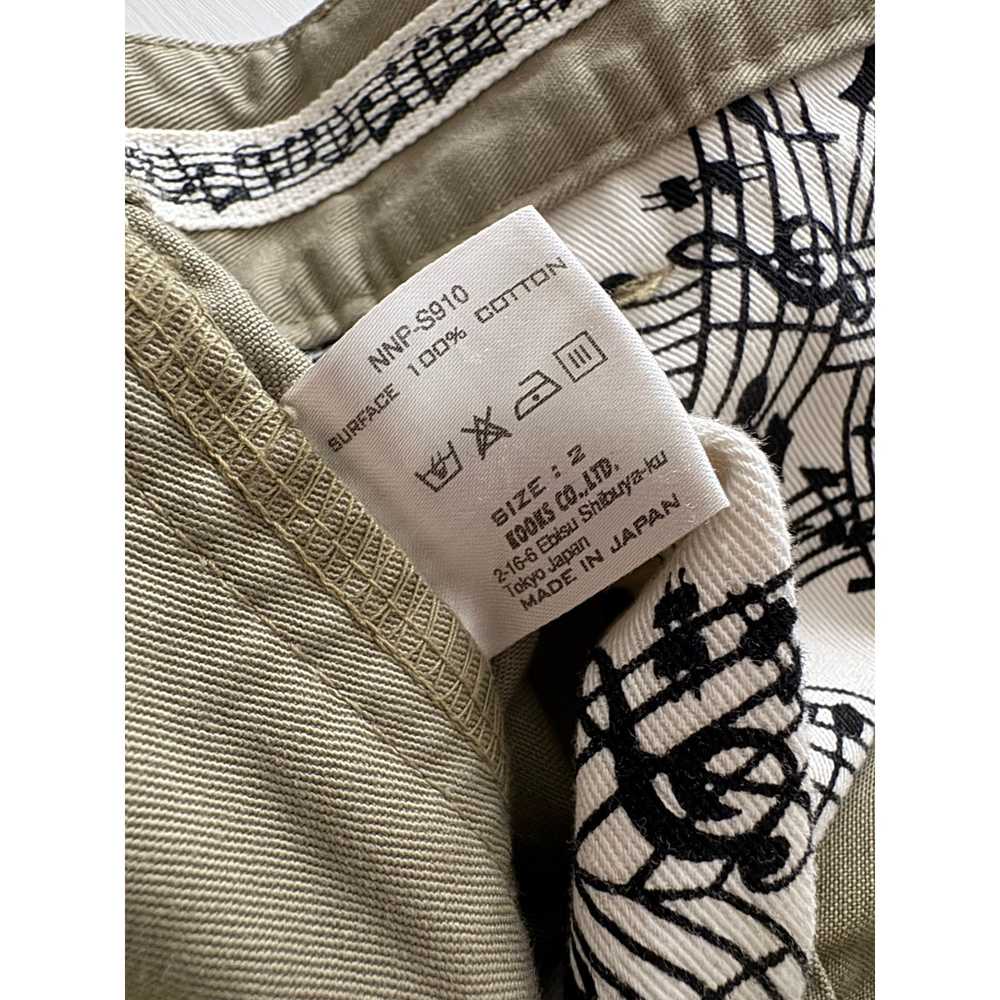 NNP-S910
SURFACE 100% COTTON
SIZE : 2
KOOKS CO.,LTD.
2-16-6 Ebisu Shibuya-ku
Tokyo Japan
MADE IN JAPAN